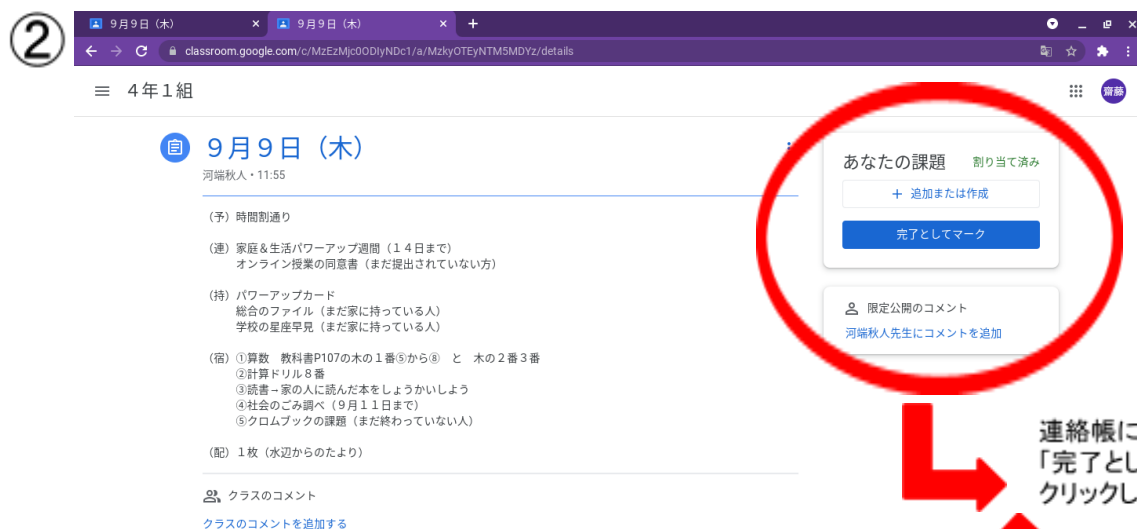 ②
9月9日（木）
9月9日（木）
classroom.google.com/c/MzEzMjc0ODIyNDc1/a/MzkyOTEyNTM5MDYz/details
４年１組
齋藤
９月９日（木）
河端秋人・11:55
（予）時間割通り
（連）家庭＆生活パワーアップ週間（１４日まで）
オンライン授業の同意書（まだ提出されていない方）
（持）パワーアップカード
総合のファイル（まだ家に持っている人）
学校の星座早見（まだ家に持っている人）
（宿）①算数　教科書P107の木の１番⑤から⑧　と　木の２番３番
②計算ドリル８番
③読書→家の人に読んだ本をしょうかいしよう
④社会のごみ調べ（９月１１日まで）
⑤クロムブックの課題（まだ終わっていない人）
（配）１枚（水辺からのたより）
クラスのコメント
クラスのコメントを追加する
あなたの課題 割り当て済み
＋ 追加または作成
完了としてマーク
限定公開のコメント
河端秋人先生にコメントを追加
連絡帳に
「完了とし
クリックし